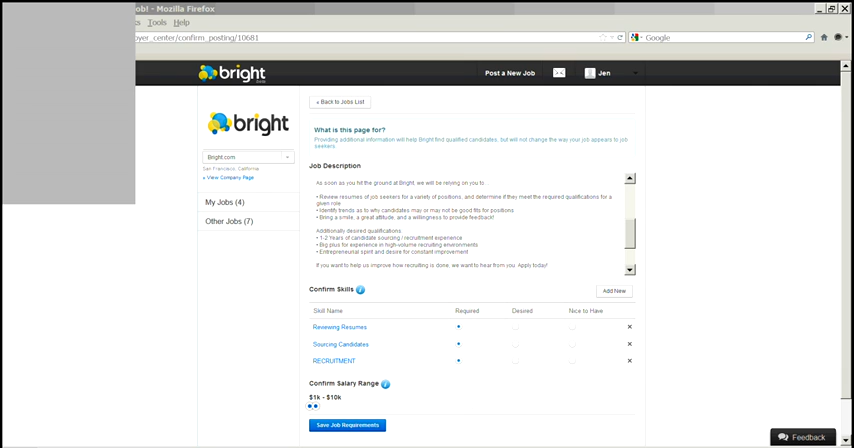 ob! - Mozilla Firefox
ks Tools Help
oyer_center/confirm_posting/10681
Google
bright
beta
Post a New Job
Jen
« Back to Jobs List
bright
What is this page for?
Providing additional information will help Bright find qualified candidates, but will not change the way your job appears to job
seekers.
Bright.com
San Francisco, California
» View Company Page
Job Description
As soon as you hit the ground at Bright, we will be relying on you to
• Review resumes of job seekers for a variety of positions, and determine if they meet the required qualifications for a
given role
• Identify trends as to why candidates may or may not be good fits for positions
• Bring a smile, a great attitude, and a willingness to provide feedback!
Additionally desired qualifications
• 1-2 Years of candidate sourcing / recruitment experience
• Big plus for experience in high-volume recruiting environments
• Entrepreneurial spirit and desire for constant improvement
If you want to help us improve how recruiting is done, we want to hear from you. Apply today!
My Jobs (4)
Other Jobs (7)
Confirm Skills
Add New
Skill Name Required Desired Nice to Have
Reviewing Resumes
Sourcing Candidates
RECRUITMENT
Confirm Salary Range
$1k - $10k
Save Job Requirements
Feedback